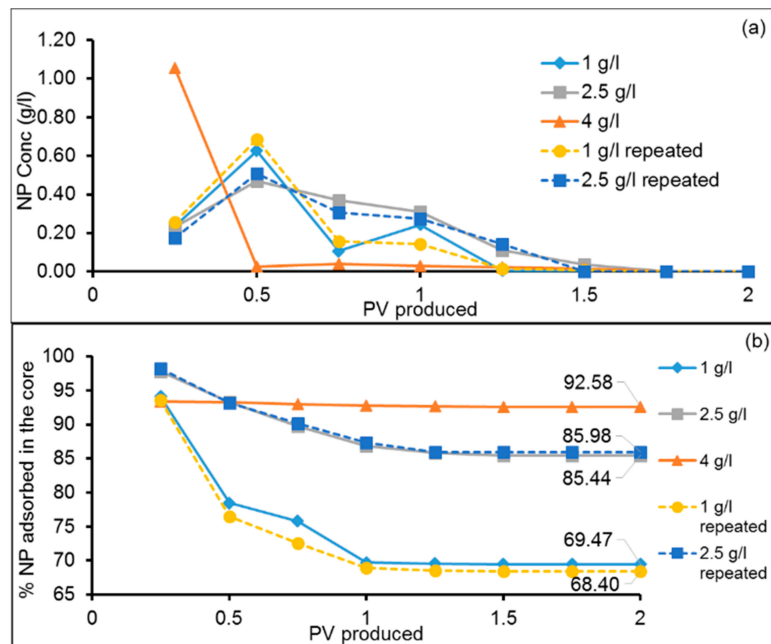 (a)
NP Conc (g/l)
1.20
1.00
0.80
0.60
0.40
0.20
0.00
0
0.5
1
1.5
2
PV produced
1 g/l
2.5 g/l
4 g/l
1 g/l repeated
2.5 g/l repeated
(b)
% NP adsorbed in the core
100
95
90
85
80
75
70
65
0
0.5
1
1.5
2
PV produced
92.58
85.98
85.44
69.47
68.40
1 g/l
2.5 g/l
4 g/l
1 g/l
repeated
2.5 g/l
repeated